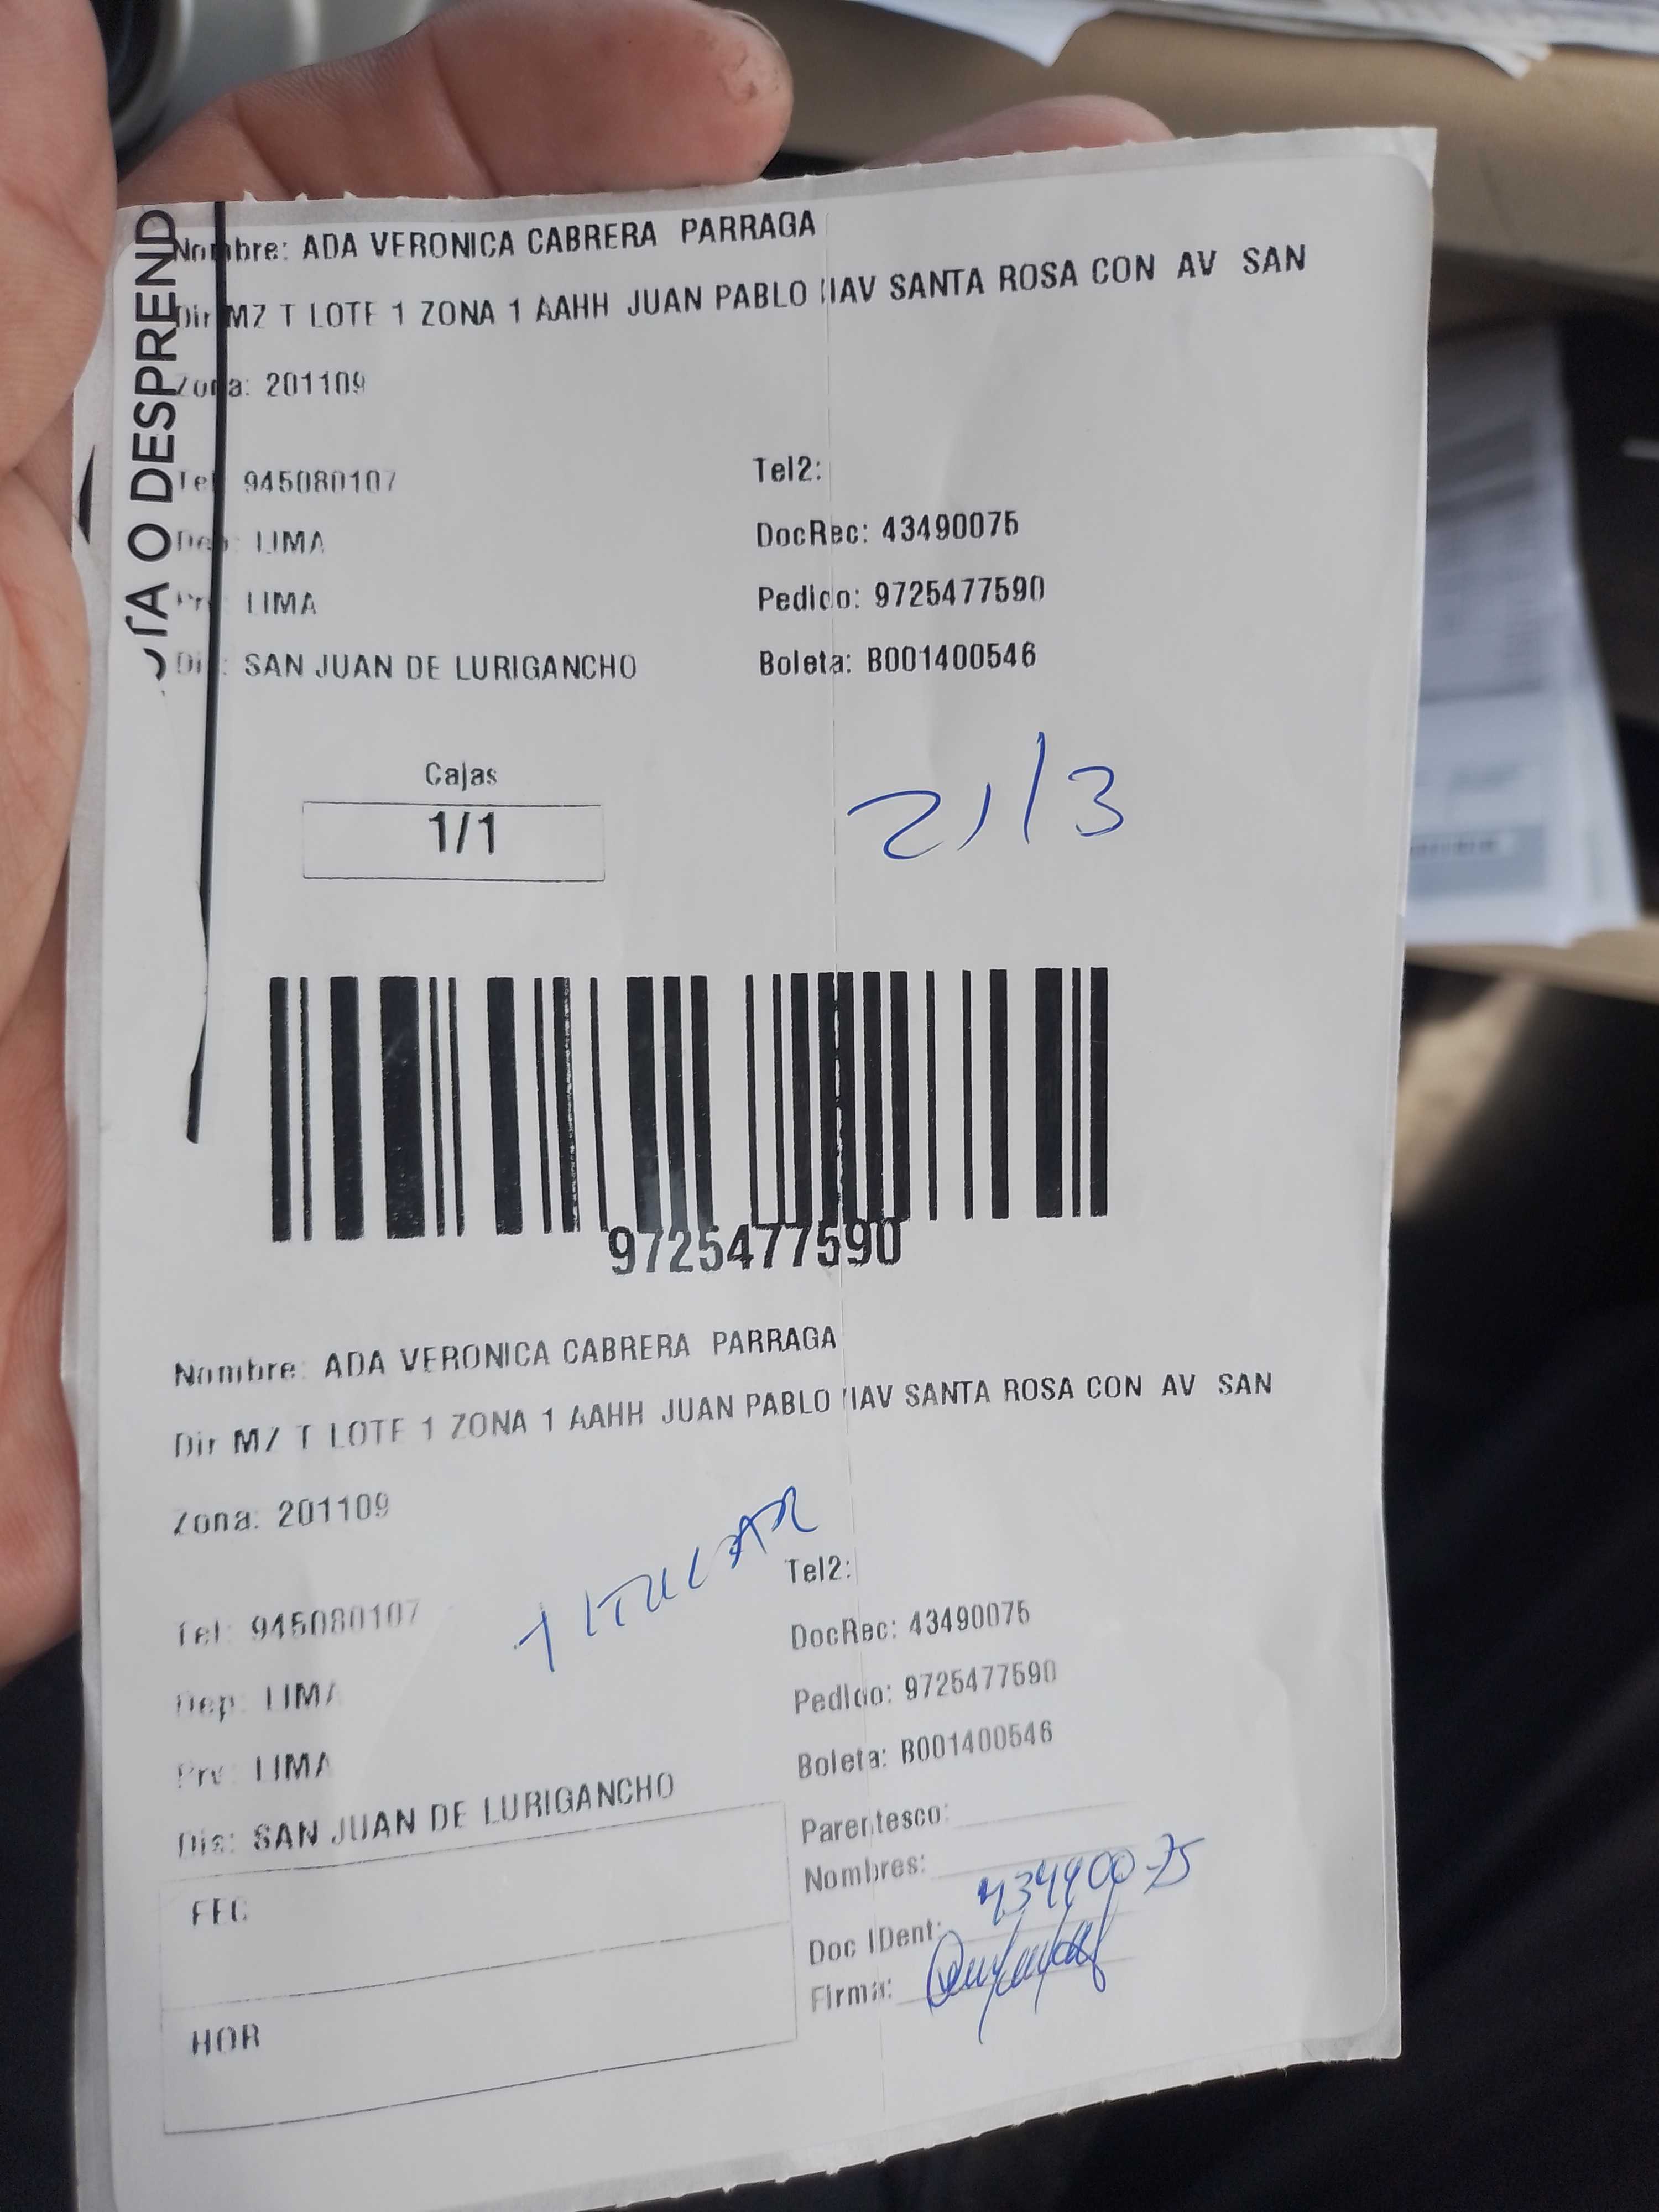 Nombre: ADA VERONICA CABRERA PARRAGA
Dir MZ T LOTE 1 ZONA 1 AAHH JUAN PABLO IIAV SANTA ROSA CON AV SAN
Zona: 201109
Tel: 945080107 Tel2:
Dep: LIMA DocRec: 43490075
Prv: LIMA Pedido: 9725477590
Dis: SAN JUAN DE LURIGANCHO Boleta: B001400546
O DESPREND
Cajas
1/1
21/3
9725477590
Nombre: ADA VERONICA CABRERA PARRAGA
Dir MZ T LOTE 1 ZONA 1 AAHH JUAN PABLO IIAV SANTA ROSA CON AV SAN
Zona: 201109
TITULAR
Tel: 945080107 Tel2:
Dep: LIMA DocRec: 43490075
Prv: LIMA Pedido: 9725477590
Dis: SAN JUAN DE LURIGANCHO Boleta: B001400546
Parentesco:
Nombres:
FEC
Doc IDent: 43490075
Firma:
HOR